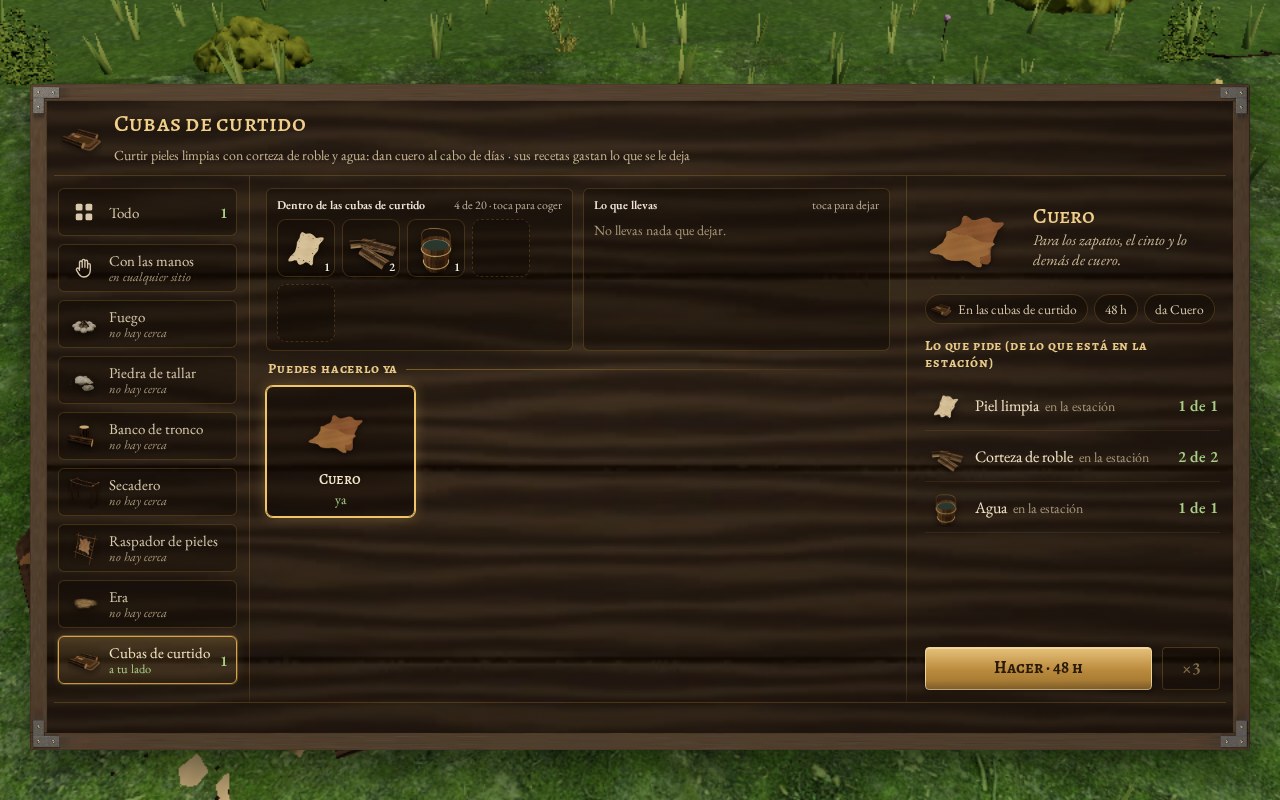 Cubas de curtido
Curtir pieles limpias con corteza de roble y agua: dan cuero al cabo de días · sus recetas gastan lo que se le deja
Todo 1
Con las manos
en cualquier sitio
Fuego
no hay cerca
Piedra de tallar
no hay cerca
Banco de tronco
no hay cerca
Secadero
no hay cerca
Raspador de pieles
no hay cerca
Era
no hay cerca
Cubas de curtido 1
a tu lado
Dentro de las cubas de curtido 4 de 20 · toca para coger
1 2 1
Lo que llevas toca para dejar
No llevas nada que dejar.
Puedes hacerlo ya
Cuero
ya
Cuero
Para los zapatos, el cinto y lo
demás de cuero.
En las cubas de curtido 48 h da Cuero
Lo que pide (de lo que está en la
estación)
Piel limpia en la estación 1 de 1
Corteza de roble en la estación 2 de 2
Agua en la estación 1 de 1
Hacer · 48 h ×3